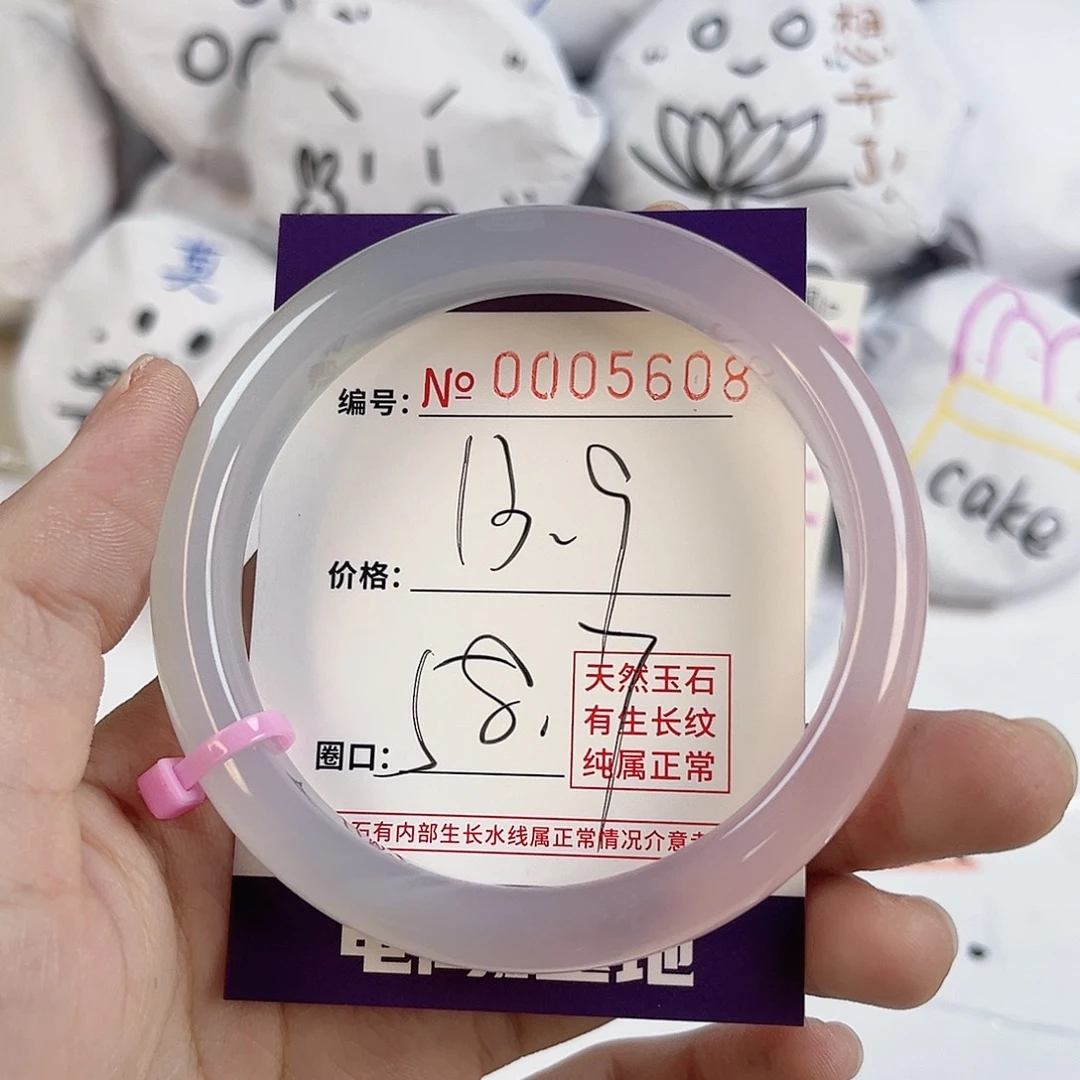 想
开
了!
莫
编号: № 0005608
价格:
圈口: 58.7
天然玉石
有生长纹
纯属正常
石有内部生长水线属正常情况介意
cake